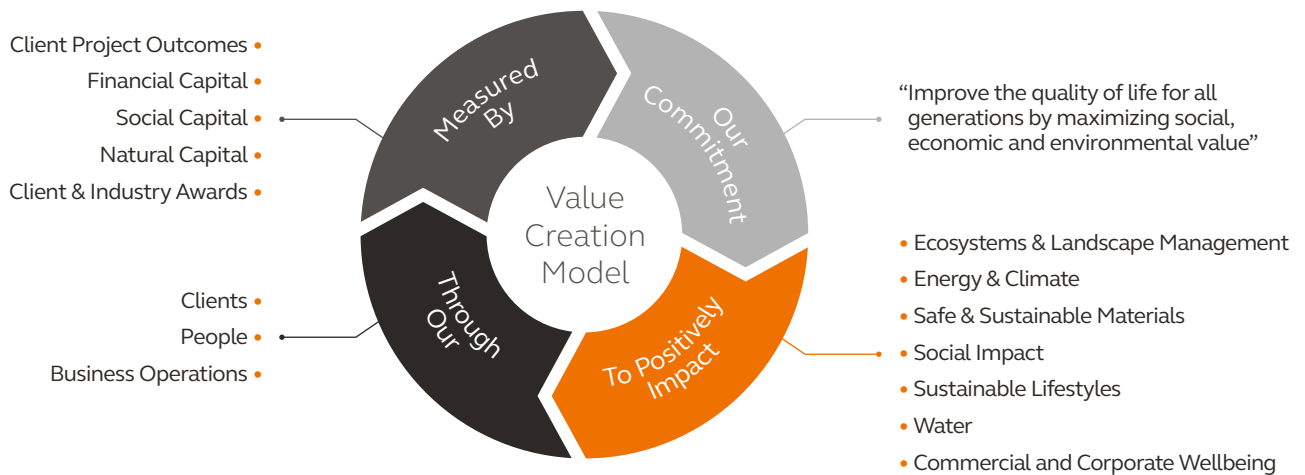 Client Project Outcomes •
Financial Capital •
Social Capital •
Natural Capital •
Client & Industry Awards •
Measured
By
Our
Commitment
“Improve the quality of life for all
generations by maximizing social,
economic and environmental value”
Value
Creation
Model
Clients •
People •
Business Operations •
Through
Our
To Positively
Impact
• Ecosystems & Landscape Management
• Energy & Climate
• Safe & Sustainable Materials
• Social Impact
• Sustainable Lifestyles
• Water
• Commercial and Corporate Wellbeing